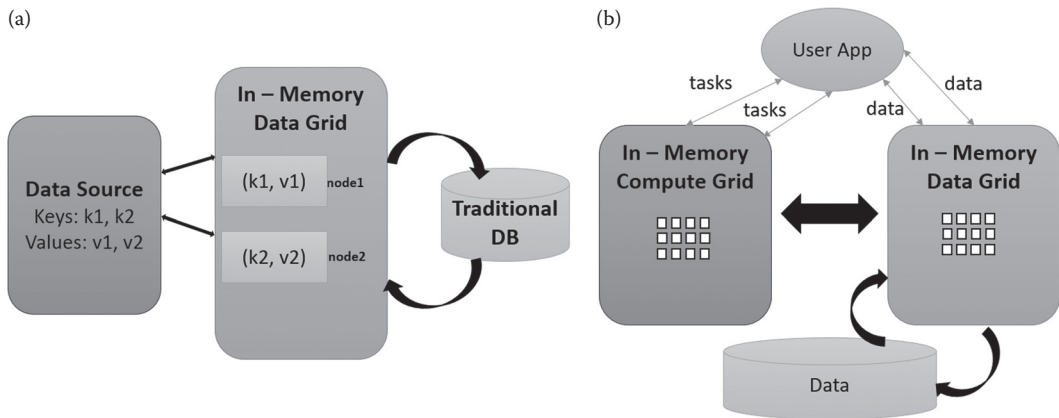 (a)
In – Memory
Data Grid
Data Source
Keys: k1, k2
Values: v1, v2
(k1, v1)
node1
(k2, v2)
node2
Traditional
DB
(b)
User App
tasks
tasks
data
data
In – Memory
Compute Grid
In – Memory
Data Grid
Data